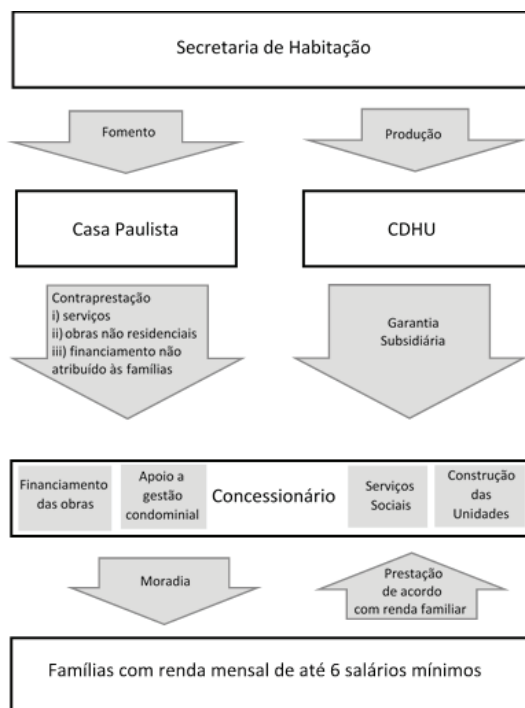 Secretaria de Habitação
Fomento
Produção
Casa Paulista
CDHU
Contraprestação
i) serviços
ii) obras não residenciais
iii) financiamento não
atribuído às famílias
Garantia
Subsidiária
Financiamento
das obras
Apoio a
gestão
condominial
Concessionário
Serviços
Sociais
Construção
das
Unidades
Moradia
Prestação
de acordo
com renda familiar
Famílias com renda mensal de até 6 salários mínimos